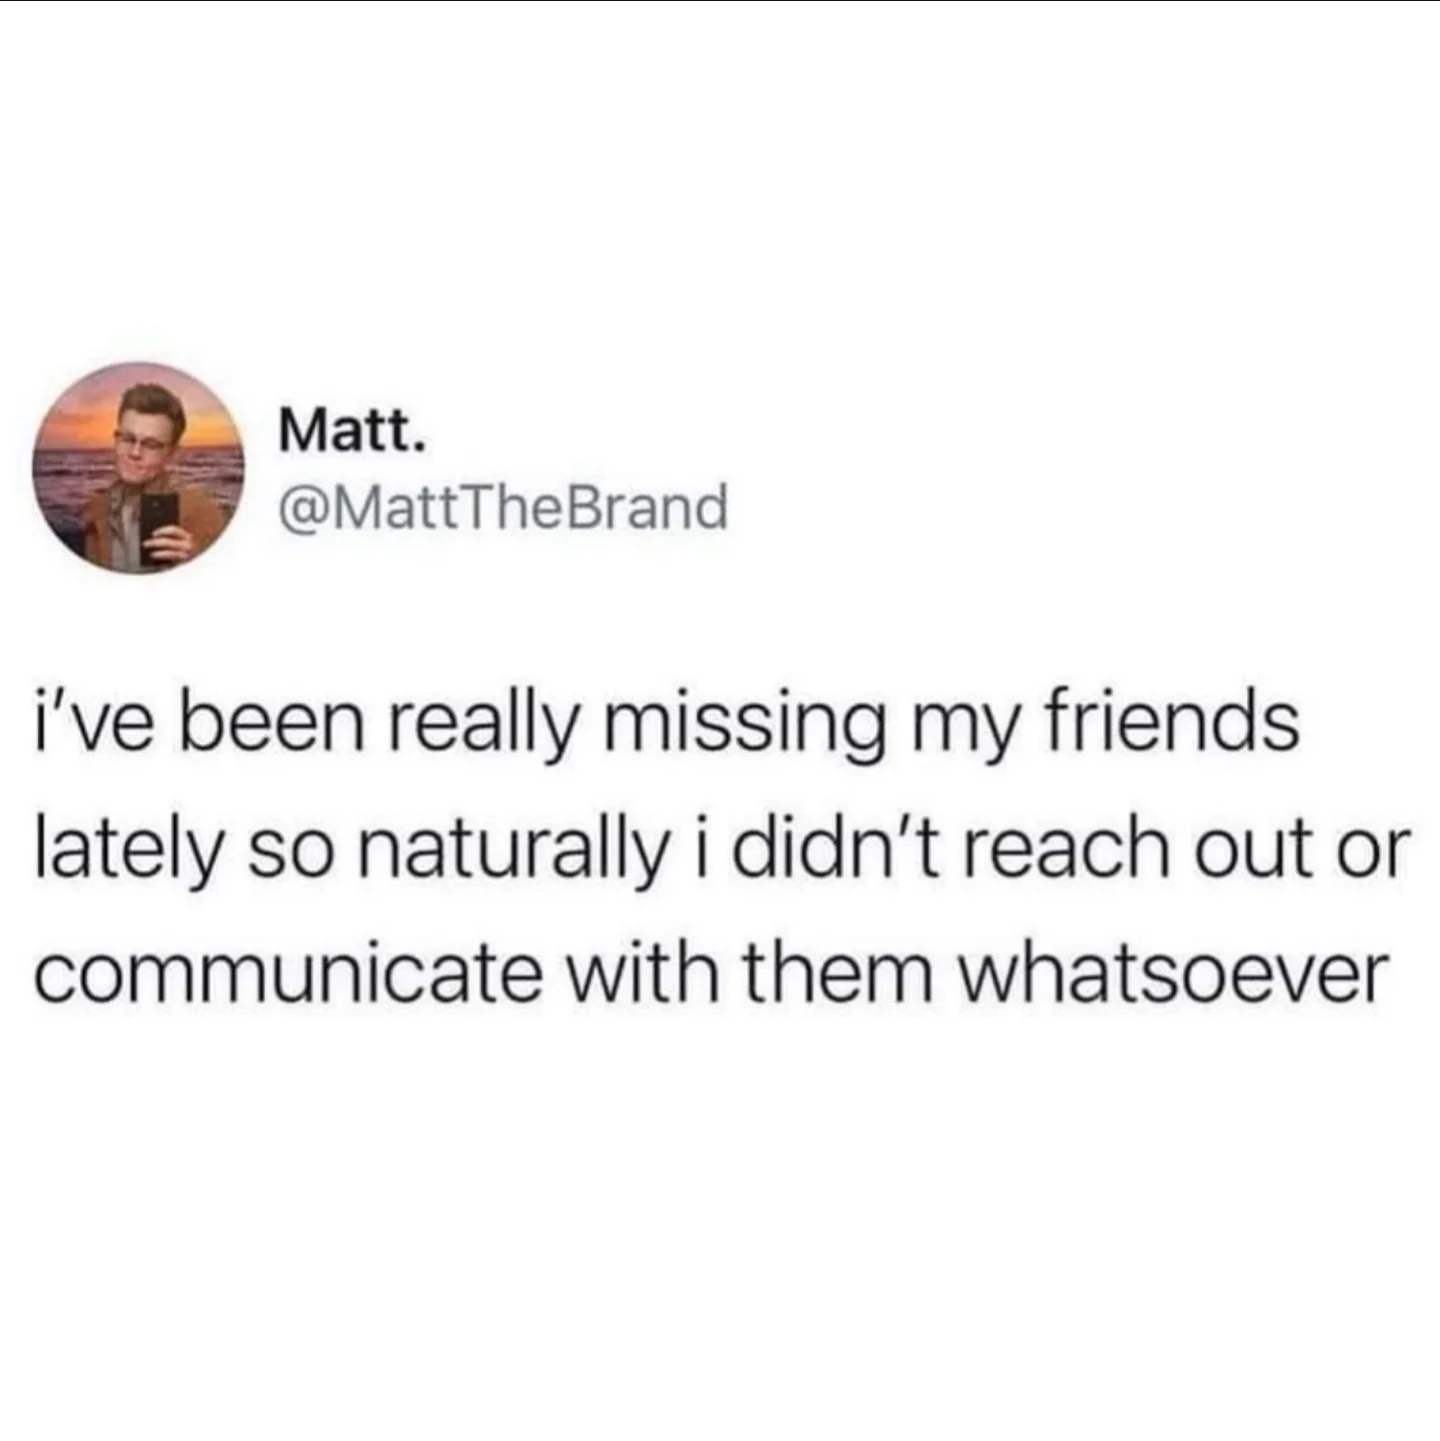 Matt.
@MattTheBrand
i've been really missing my friends
lately so naturally i didn't reach out or
communicate with them whatsoever